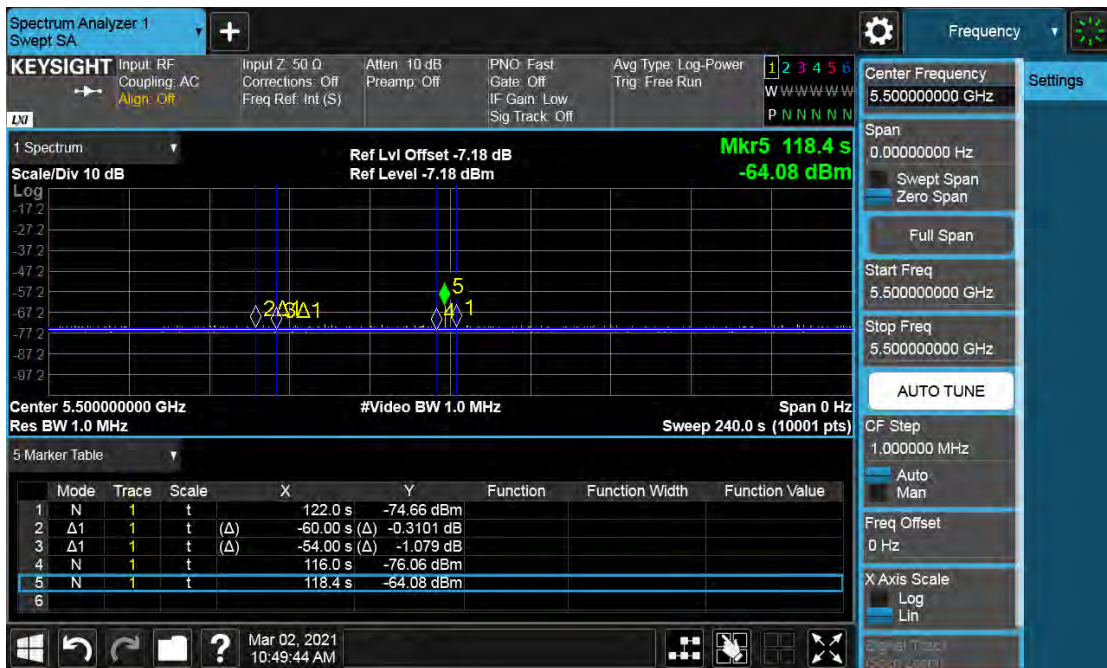 Spectrum Analyzer 1
Swept SA
+
Frequency
KEYSIGHT
LXI
Input: RF
Coupling: AC
Align: Off
Input Z: 50 Ω
Corrections: Off
Freq Ref: Int (S)
Atten: 10 dB
Preamp: Off
PNO: Fast
Gate: Off
IF Gain: Low
Sig Track: Off
Avg Type: Log-Power
Trig: Free Run
1 2 3 4 5 6
W W W W W W
P N N N N N
Center Frequency
5.500000000 GHz
Settings
Span
0.00000000 Hz
Swept Span
Zero Span
Full Span
Start Freq
5.500000000 GHz
Stop Freq
5.500000000 GHz
AUTO TUNE
CF Step
1.000000 MHz
Auto
Man
Freq Offset
0 Hz
X Axis Scale
Log
Lin
Signal Track
1 Spectrum
Scale/Div 10 dB
Ref Lvl Offset -7.18 dB
Ref Level -7.18 dBm
Mkr5 118.4 s
-64.08 dBm
Log
-17.2
-27.2
-37.2
-47.2
-57.2
-67.2
-77.2
-87.2
-97.2
2Δ1
3Δ1
5
4
1
Center 5.500000000 GHz
Res BW 1.0 MHz
#Video BW 1.0 MHz
Span 0 Hz
Sweep 240.0 s (10001 pts)
5 Marker Table
Mode Trace Scale X Y Function Function Width Function Value
1 N 1 t 122.0 s -74.66 dBm
2 Δ1 1 t (Δ) -60.00 s (Δ) -0.3101 dB
3 Δ1 1 t (Δ) -54.00 s (Δ) -1.079 dB
4 N 1 t 116.0 s -76.06 dBm
5 N 1 t 118.4 s -64.08 dBm
6
?
Mar 02, 2021
10:49:44 AM